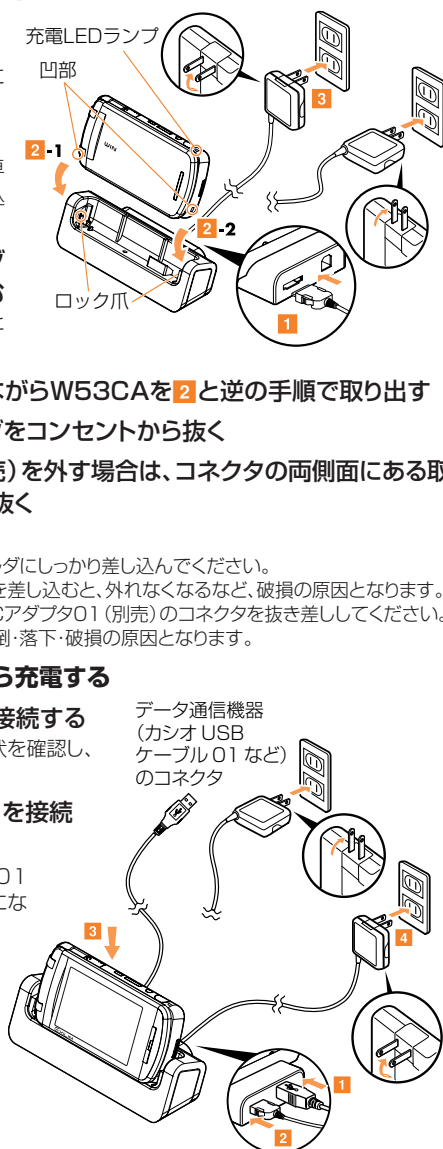 充電LEDランプ
凹部
に
WIN
3
2-1
2-2
ロック爪
1
に
ながらW53CAを2と逆の手順で取り出す
グをコンセントから抜く
売)を外す場合は、コネクタの両側面にある取
抜く
ルダにしっかり差し込んでください。
を差し込むと、外れなくなるなど、破損の原因となります。
Cアダプタ01(別売)のコネクタを抜き差ししてください。
倒・落下・破損の原因となります。
ら充電する
接続する
状を確認し、
データ通信機器
(カシオ USB
ケーブル 01 など)
のコネクタ
を接続
01
にな
3
4
1
2